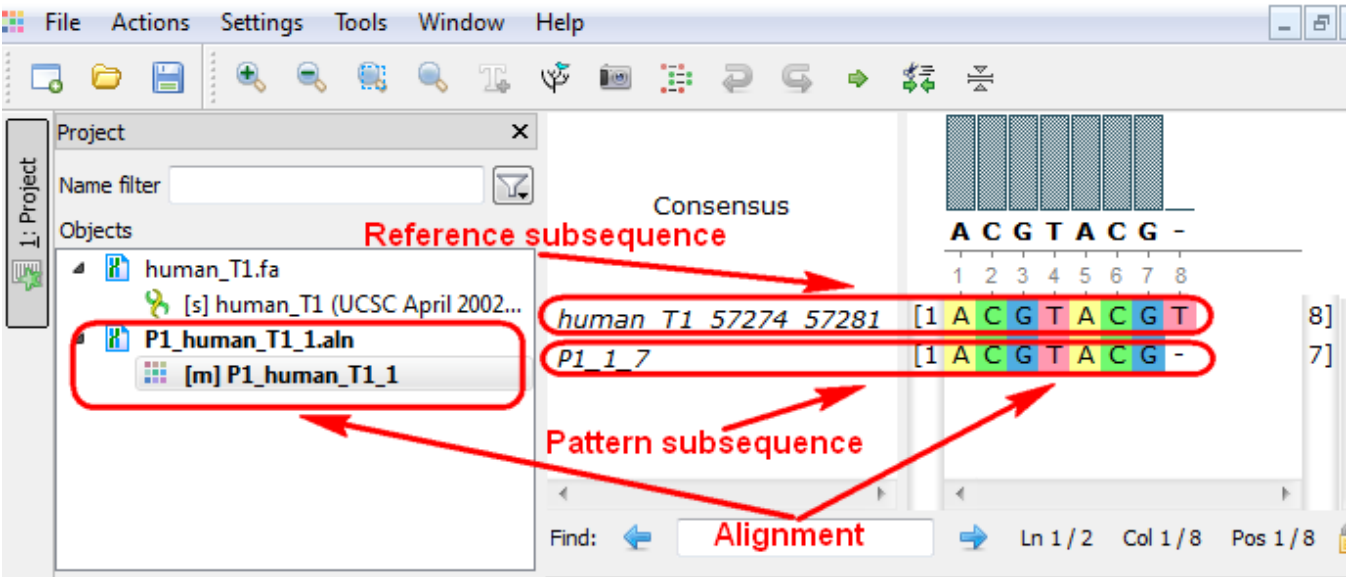 File Actions Settings Tools Window Help
1: Project
Project
Name filter
Objects
human_T1.fa
[s] human_T1 (UCSC April 2002...
P1_human_T1_1.aln
[m] P1_human_T1_1
Consensus
Reference subsequence
A C G T A C G -
1 2 3 4 5 6 7 8
human_T1_57274_57281 [1 A C G T A C G T 8]
P1_1_7 [1 A C G T A C G - 7]
Pattern subsequence
Find: Alignment Ln 1 / 2 Col 1 / 8 Pos 1 / 8